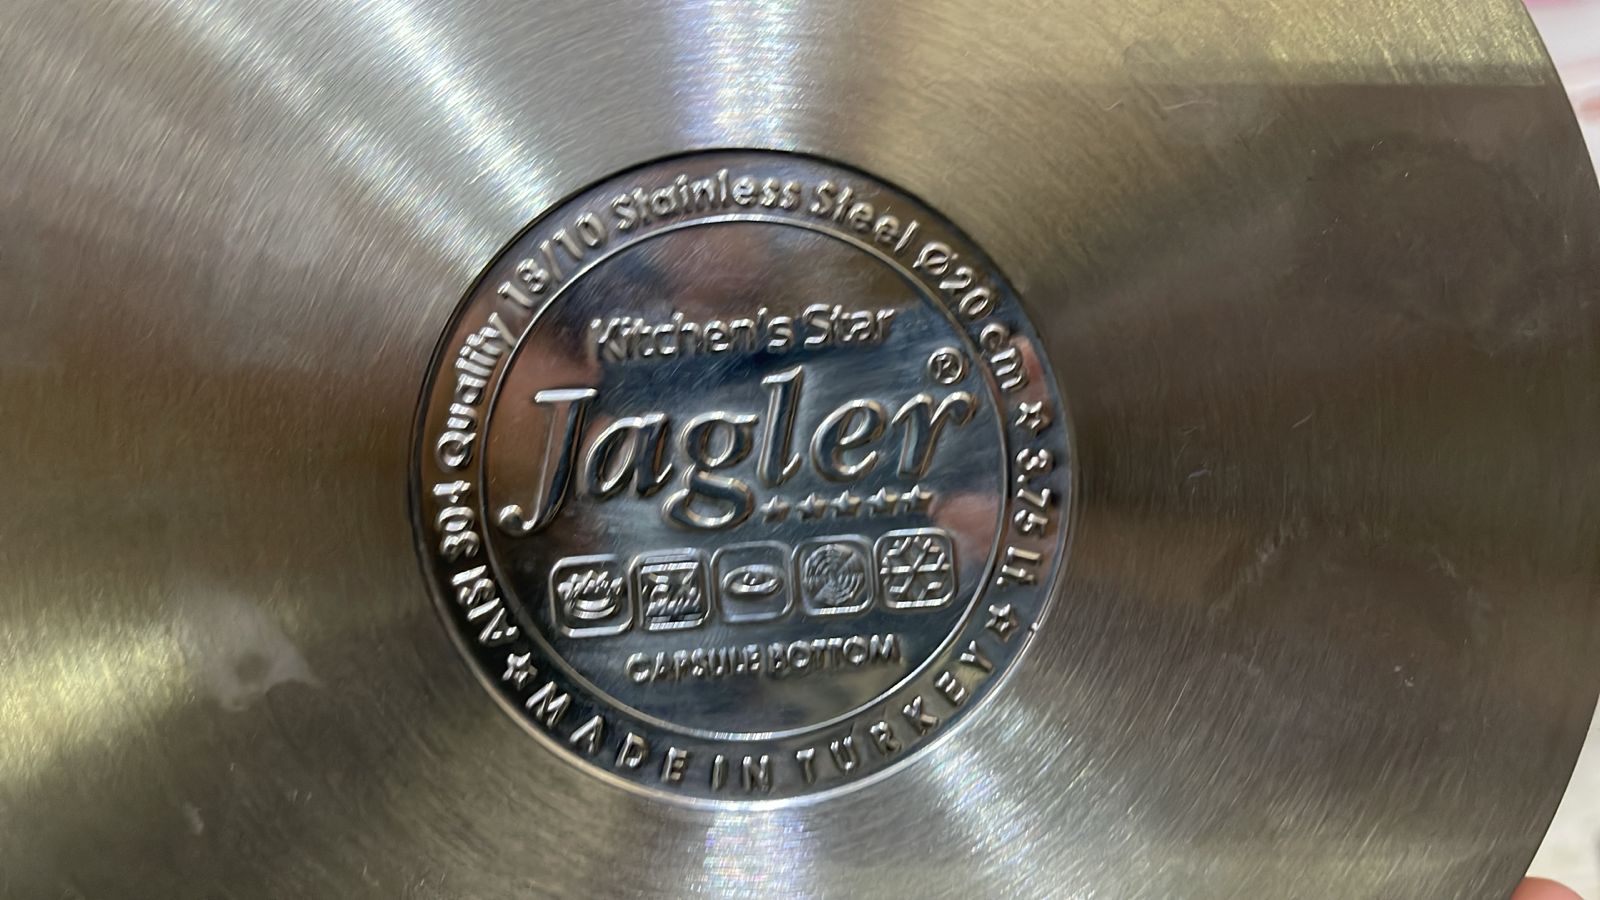 AISI 304 Quality 18/10 Stainless Steel Ø20 cm ☆ 3.75 lt. ☆
Kitchen's Star
Jagler®
★★★★★
CAPSULE BOTTOM
☆ MADE IN TURKEY